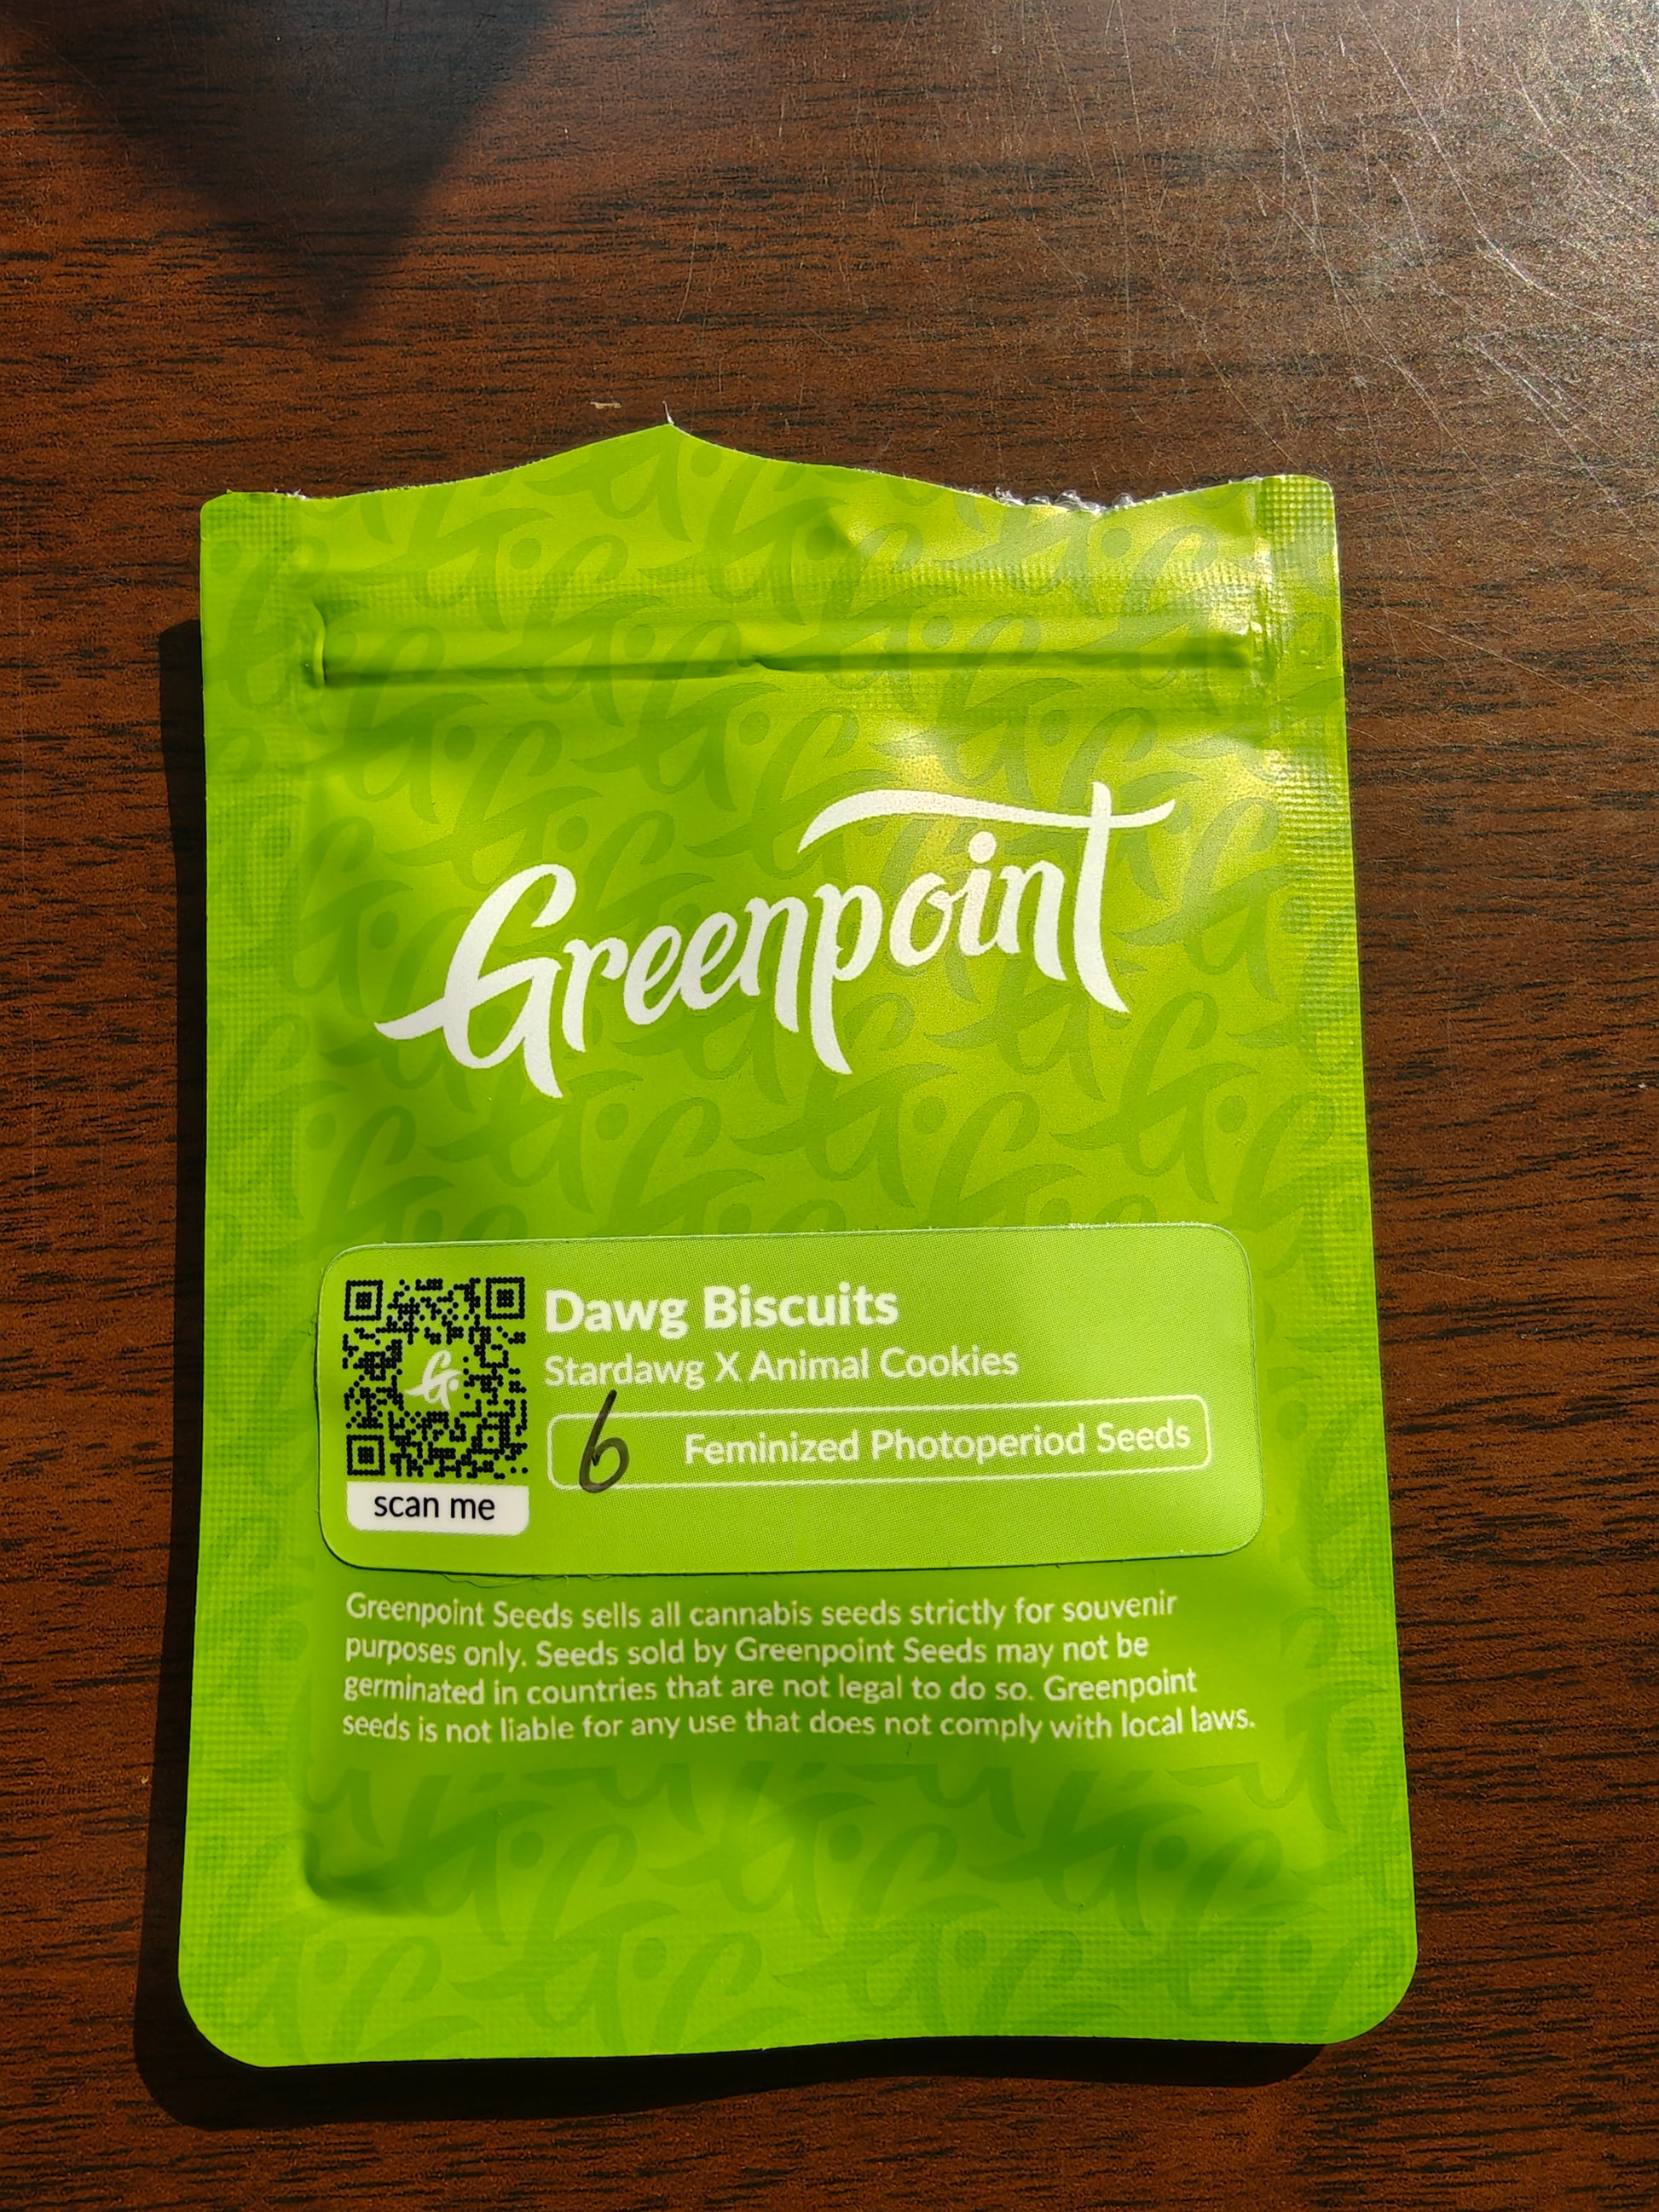 Greenpoint
Dawg Biscuits
Stardawg X Animal Cookies
6 Feminized Photoperiod Seeds
G.
scan me
Greenpoint Seeds sells all cannabis seeds strictly for souvenir
purposes only. Seeds sold by Greenpoint Seeds may not be
germinated in countries that are not legal to do so. Greenpoint
seeds is not liable for any use that does not comply with local laws.